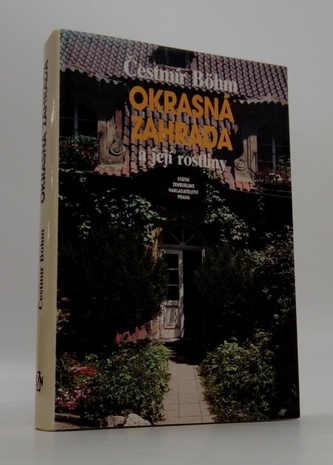 Čestmír Böhm
OKRASNÁ
ZAHRADA
a její rostliny
STÁTNÍ
ZEMĚDĚLSKÉ
NAKLADATELSTVÍ
PRAHA
Čestmír Böhm OKRASNÁ ZAHRADA